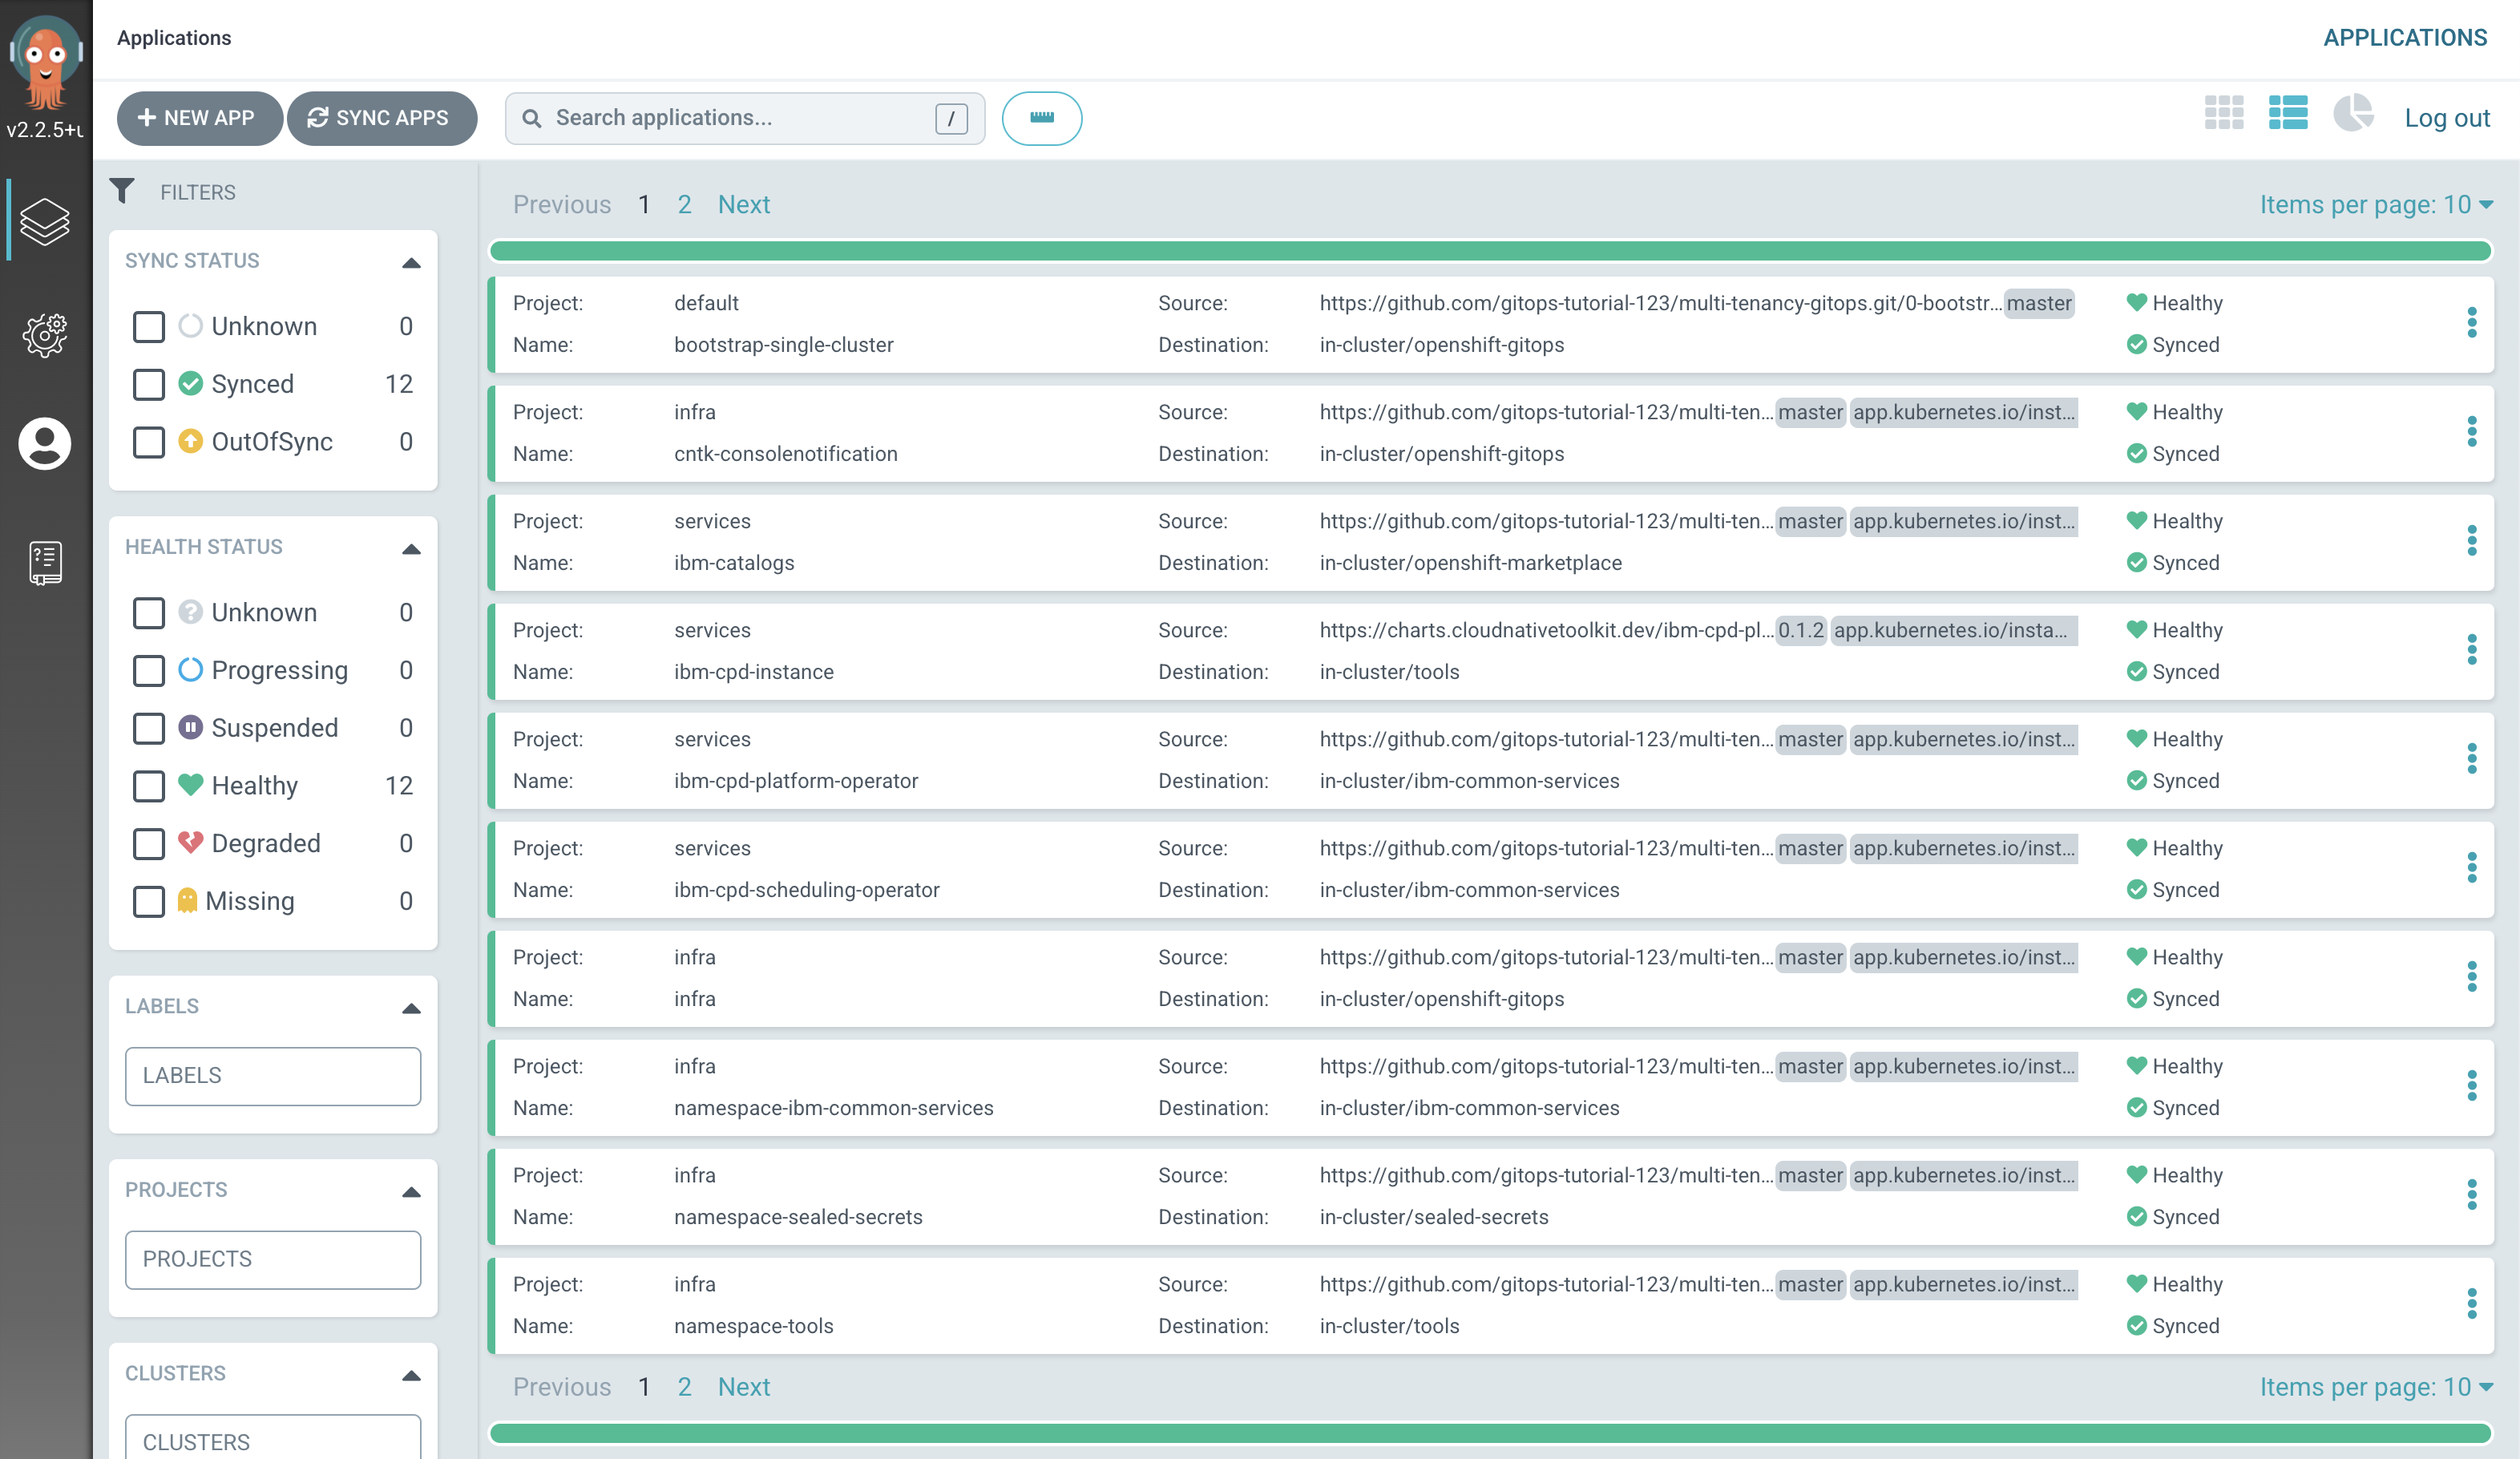 Applications
APPLICATIONS
v2.2.5+u
NEW APP
SYNC APPS
Search applications...
/
Log out
FILTERS
SYNC STATUS
Unknown 0
Synced 12
OutOfSync 0
HEALTH STATUS
Unknown 0
Progressing 0
Suspended 0
Healthy 12
Degraded 0
Missing 0
LABELS
LABELS
PROJECTS
PROJECTS
CLUSTERS
CLUSTERS
Previous 1 2 Next
Items per page: 10
Project: default Source: https://github.com/gitops-tutorial-123/multi-tenancy-gitops.git/0-bootstr... master Healthy
Name: bootstrap-single-cluster Destination: in-cluster/openshift-gitops Synced
Project: infra Source: https://github.com/gitops-tutorial-123/multi-ten... master app.kubernetes.io/inst... Healthy
Name: cntk-consolenotification Destination: in-cluster/openshift-gitops Synced
Project: services Source: https://github.com/gitops-tutorial-123/multi-ten... master app.kubernetes.io/inst... Healthy
Name: ibm-catalogs Destination: in-cluster/openshift-marketplace Synced
Project: services Source: https://charts.cloudnativetoolkit.dev/ibm-cpd-pl... 0.1.2 app.kubernetes.io/insta... Healthy
Name: ibm-cpd-instance Destination: in-cluster/tools Synced
Project: services Source: https://github.com/gitops-tutorial-123/multi-ten... master app.kubernetes.io/inst... Healthy
Name: ibm-cpd-platform-operator Destination: in-cluster/ibm-common-services Synced
Project: services Source: https://github.com/gitops-tutorial-123/multi-ten... master app.kubernetes.io/inst... Healthy
Name: ibm-cpd-scheduling-operator Destination: in-cluster/ibm-common-services Synced
Project: infra Source: https://github.com/gitops-tutorial-123/multi-ten... master app.kubernetes.io/inst... Healthy
Name: infra Destination: in-cluster/openshift-gitops Synced
Project: infra Source: https://github.com/gitops-tutorial-123/multi-ten... master app.kubernetes.io/inst... Healthy
Name: namespace-ibm-common-services Destination: in-cluster/ibm-common-services Synced
Project: infra Source: https://github.com/gitops-tutorial-123/multi-ten... master app.kubernetes.io/inst... Healthy
Name: namespace-sealed-secrets Destination: in-cluster/sealed-secrets Synced
Project: infra Source: https://github.com/gitops-tutorial-123/multi-ten... master app.kubernetes.io/inst... Healthy
Name: namespace-tools Destination: in-cluster/tools Synced
Previous 1 2 Next
Items per page: 10